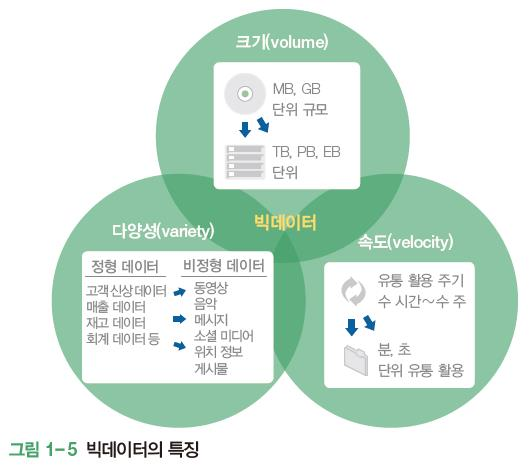 크기(volume)
MB, GB
단위 규모
TB, PB, EB
단위
빅데이터
다양성(variety)
정형 데이터
고객신상 데이터
매출 데이터
재고 데이터
회계 데이터 등
비정형 데이터
동영상
음악
메시지
소셜 미디어
위치 정보
게시물
속도(velocity)
유통 활용 주기
수 시간~수 주
분, 초
단위 유통 활용
그림 1-5 빅데이터의 특징